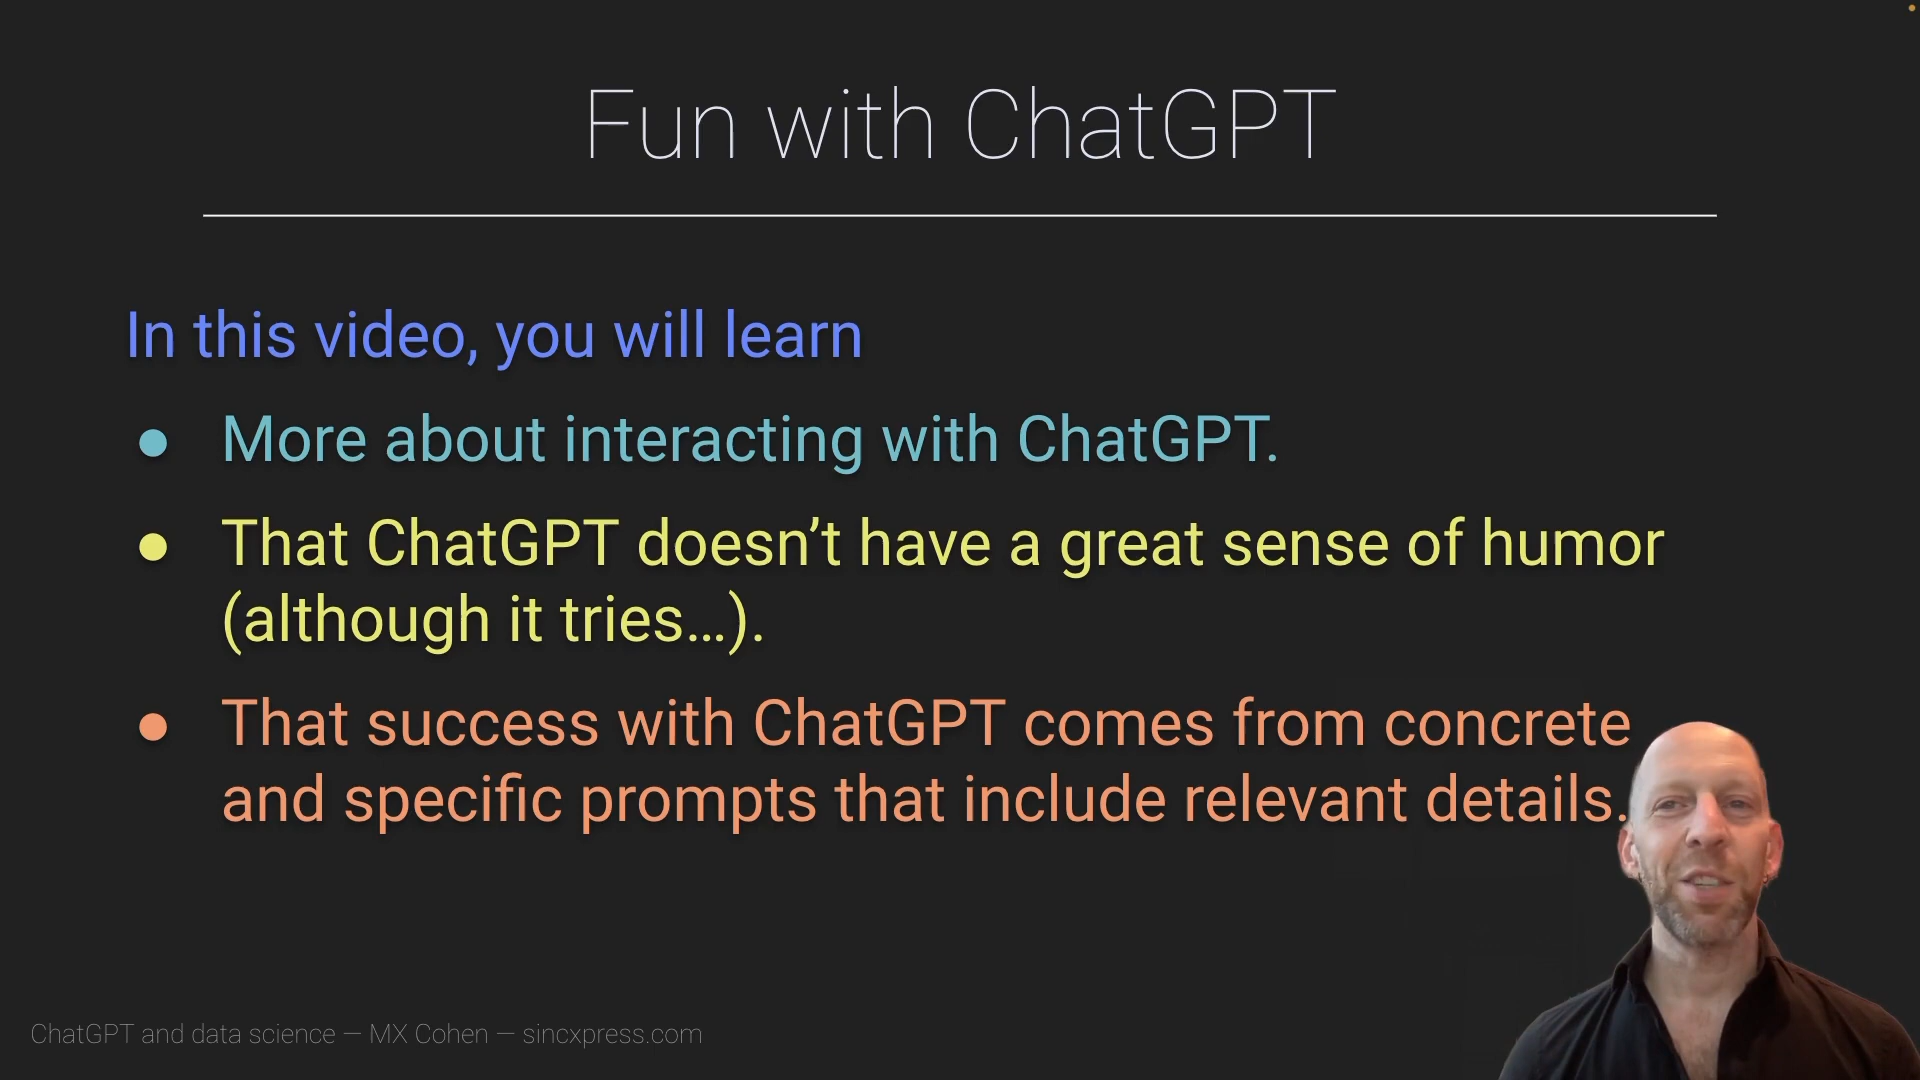 Fun with ChatGPT
In this video, you will learn
● More about interacting with ChatGPT.
● That ChatGPT doesn’t have a great sense of humor
(although it tries…).
● That success with ChatGPT comes from concrete
and specific prompts that include relevant details.
ChatGPT and data science — MX Cohen — sincxpress.com